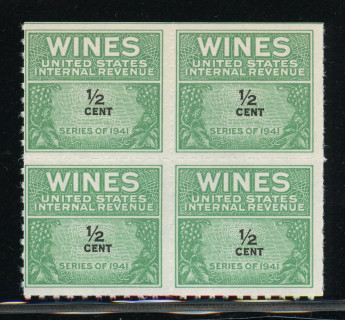 WINES WINES
UNITED STATES UNITED STATES
INTERNAL REVENUE INTERNAL REVENUE
1/2 1/2
CENT CENT
SERIES OF 1941 SERIES OF 1941
WINES WINES
UNITED STATES UNITED STATES
INTERNAL REVENUE INTERNAL REVENUE
1/2 1/2
CENT CENT
SERIES OF 1941 SERIES OF 1941